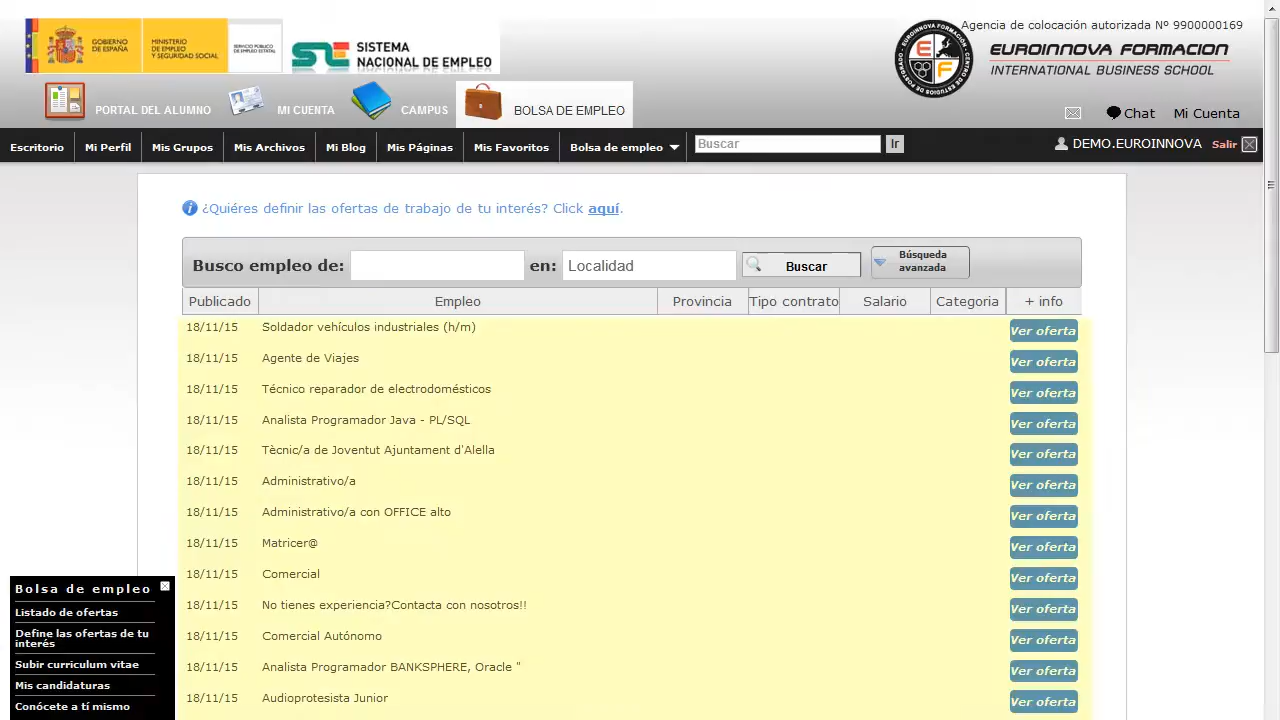 GOBIERNO DE ESPAÑA
MINISTERIO DE EMPLEO Y SEGURIDAD SOCIAL
SERVICIO PÚBLICO DE EMPLEO ESTATAL
SISTEMA NACIONAL DE EMPLEO
Agencia de colocación autorizada Nº 9900000169
EUROINNOVA FORMACION
INTERNATIONAL BUSINESS SCHOOL
PORTAL DEL ALUMNO
MI CUENTA
CAMPUS
BOLSA DE EMPLEO
Chat
Mi Cuenta
Escritorio
Mi Perfil
Mis Grupos
Mis Archivos
Mi Blog
Mis Páginas
Mis Favoritos
Bolsa de empleo
Buscar
Ir
DEMO.EUROINNOVA
Salir
¿Quiéres definir las ofertas de trabajo de tu interés? Click aquí.
Busco empleo de:
en:
Localidad
Buscar
Búsqueda avanzada
Publicado Empleo Provincia Tipo contrato Salario Categoria + info
18/11/15 Soldador vehículos industriales (h/m) Ver oferta
18/11/15 Agente de Viajes Ver oferta
18/11/15 Técnico reparador de electrodomésticos Ver oferta
18/11/15 Analista Programador Java - PL/SQL Ver oferta
18/11/15 Tècnic/a de Joventut Ajuntament d'Alella Ver oferta
18/11/15 Administrativo/a Ver oferta
18/11/15 Administrativo/a con OFFICE alto Ver oferta
18/11/15 Matricer@ Ver oferta
18/11/15 Comercial Ver oferta
18/11/15 No tienes experiencia?Contacta con nosotros!! Ver oferta
18/11/15 Comercial Autónomo Ver oferta
18/11/15 Analista Programador BANKSPHERE, Oracle " Ver oferta
18/11/15 Audioprotesista Junior Ver oferta
Bolsa de empleo
Listado de ofertas
Define las ofertas de tu
interés
Subir curriculum vitae
Mis candidaturas
Conócete a tí mismo